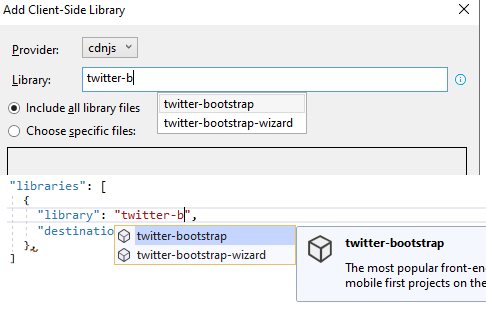 Add Client-Side Library
Provider: cdnjs
Library: twitter-b
Include all library files
twitter-bootstrap
Choose specific files:
twitter-bootstrap-wizard
"libraries": [
{
"library": "twitter-b",
"destination
twitter-bootstrap
twitter-bootstrap
},
twitter-bootstrap-wizard
]
The most popular front-en
mobile first projects on the